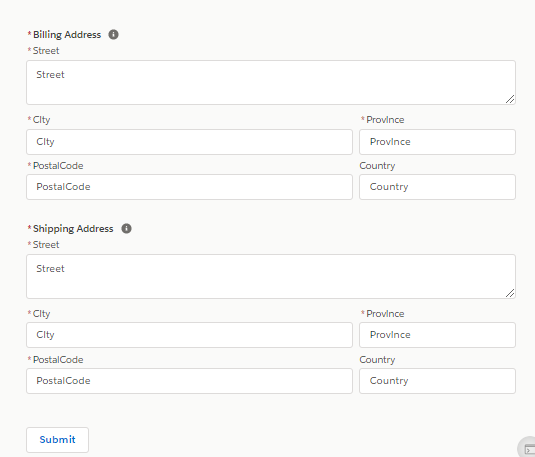 * Billing Address
* Street
Street
* CIty * ProvInce
CIty ProvInce
* PostalCode Country
PostalCode Country
* Shipping Address
* Street
Street
* CIty * ProvInce
CIty ProvInce
* PostalCode Country
PostalCode Country
Submit